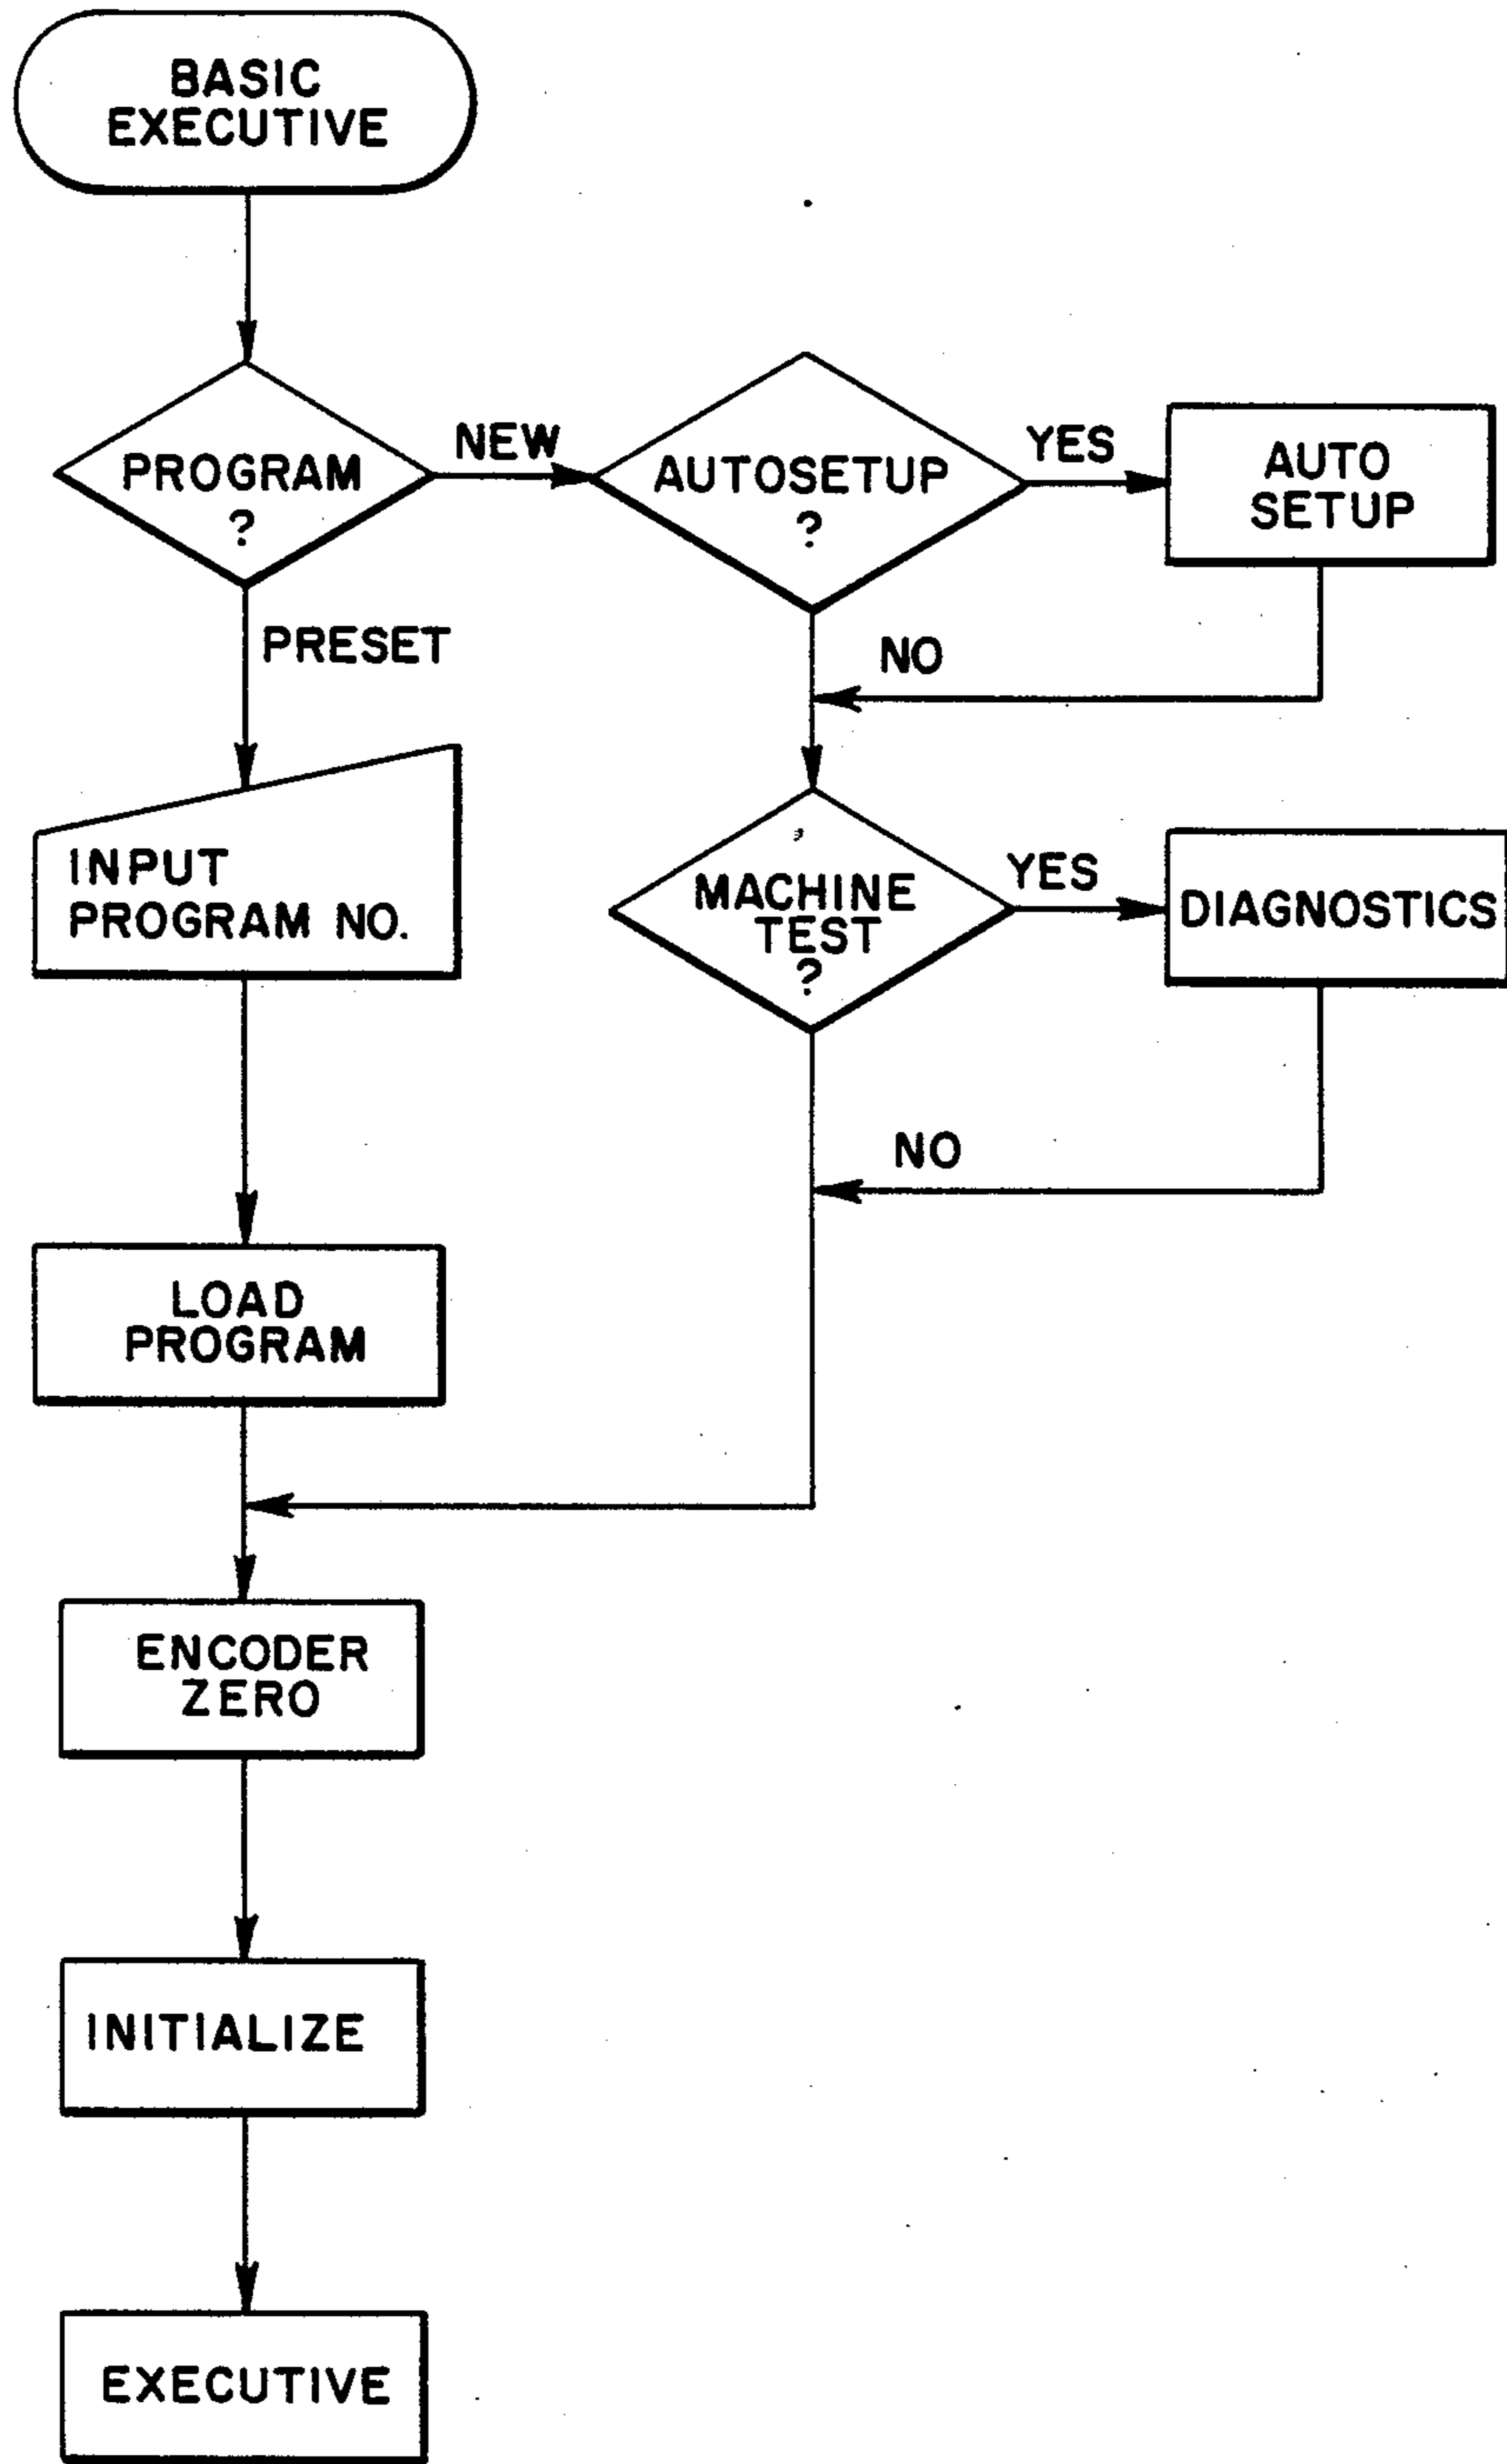 BASIC
EXECUTIVE
PROGRAM
?
NEW
AUTOSETUP
?
YES
AUTO
SETUP
PRESET
NO
INPUT
PROGRAM NO.
MACHINE
TEST
?
YES
DIAGNOSTICS
NO
LOAD
PROGRAM
ENCODER
ZERO
INITIALIZE
EXECUTIVE